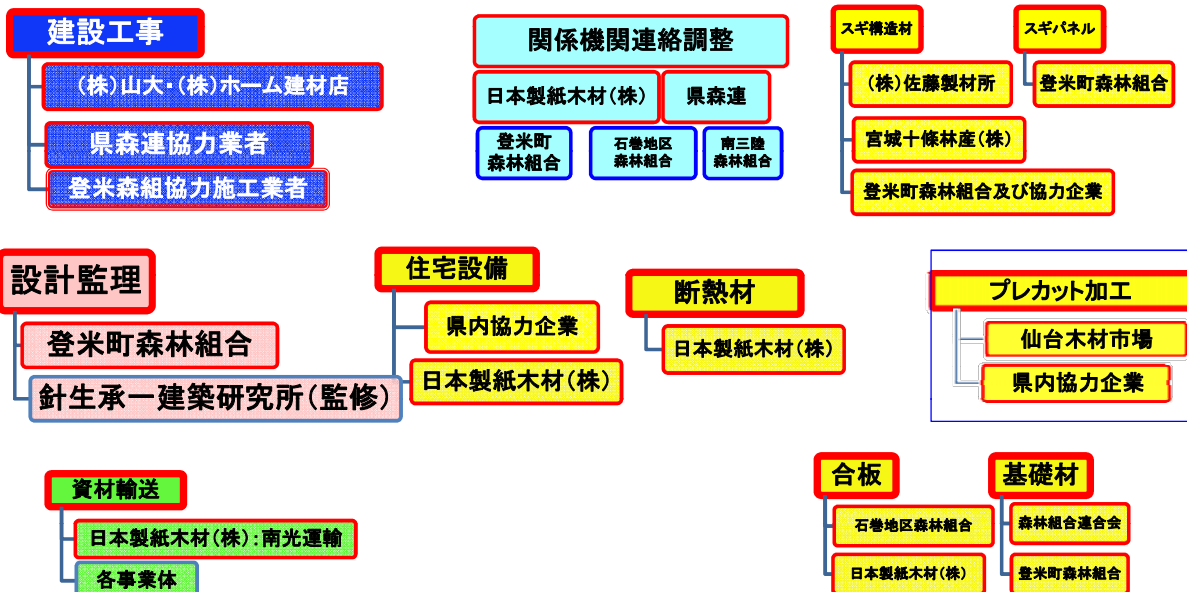 建設工事
(株)山大・(株)ホーム建材店
県森連協力業者
登米森組協力施工業者
関係機関連絡調整
日本製紙木材(株)
県森連
登米町
森林組合
石巻地区
森林組合
南三陸
森林組合
スギ構造材
(株)佐藤製材所
宮城十條林産(株)
登米町森林組合及び協力企業
スギパネル
登米町森林組合
設計監理
登米町森林組合
針生承一建築研究所(監修)
住宅設備
県内協力企業
日本製紙木材(株)
断熱材
日本製紙木材(株)
プレカット加工
仙台木材市場
県内協力企業
資材輸送
日本製紙木材(株):南光運輸
各事業体
合板
石巻地区森林組合
日本製紙木材(株)
基礎材
森林組合連合会
登米町森林組合